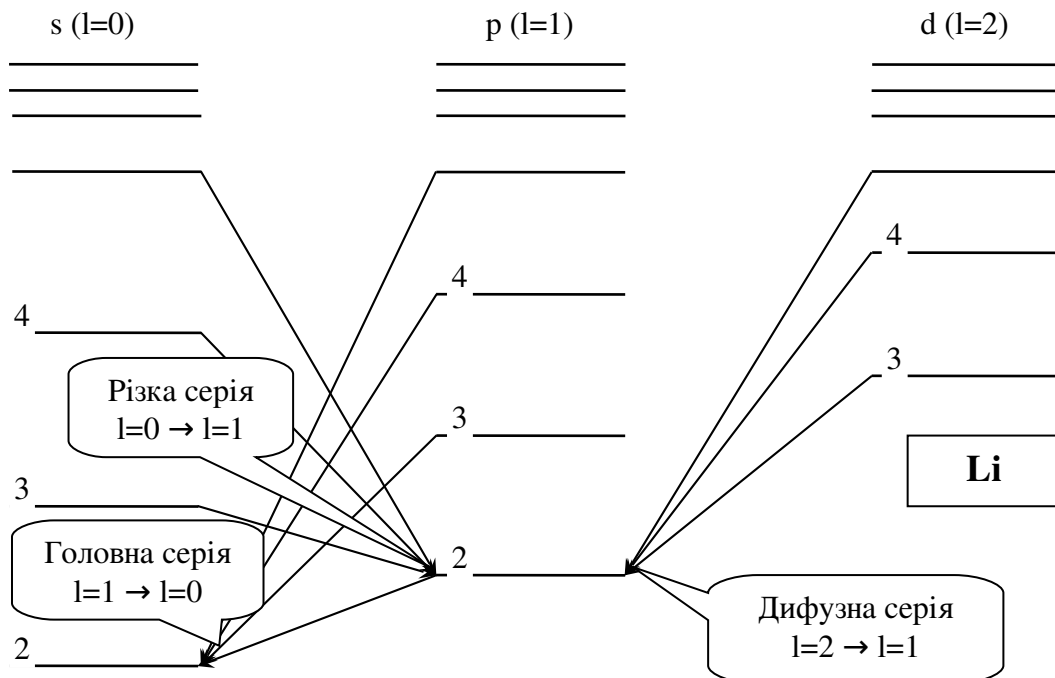 s (l=0)
p (l=1)
d (l=2)
4
4
4
Різка серія
l=0 → l=1
3
3
3
Li
Головна серія
l=1 → l=0
2
2
Дифузна серія
l=2 → l=1